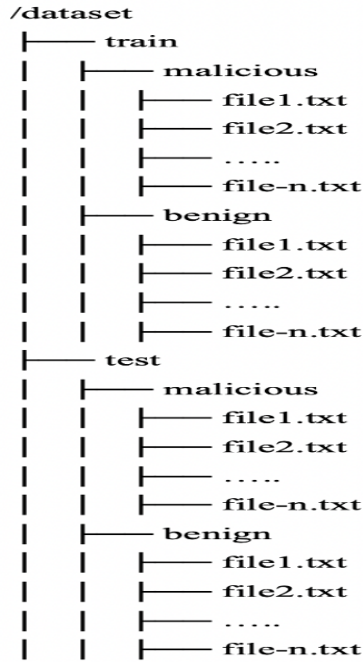 /dataset
train
malicious
file1.txt
file2.txt
.....
file-n.txt
benign
file1.txt
file2.txt
.....
file-n.txt
test
malicious
file1.txt
file2.txt
.....
file-n.txt
benign
file1.txt
file2.txt
.....
file-n.txt